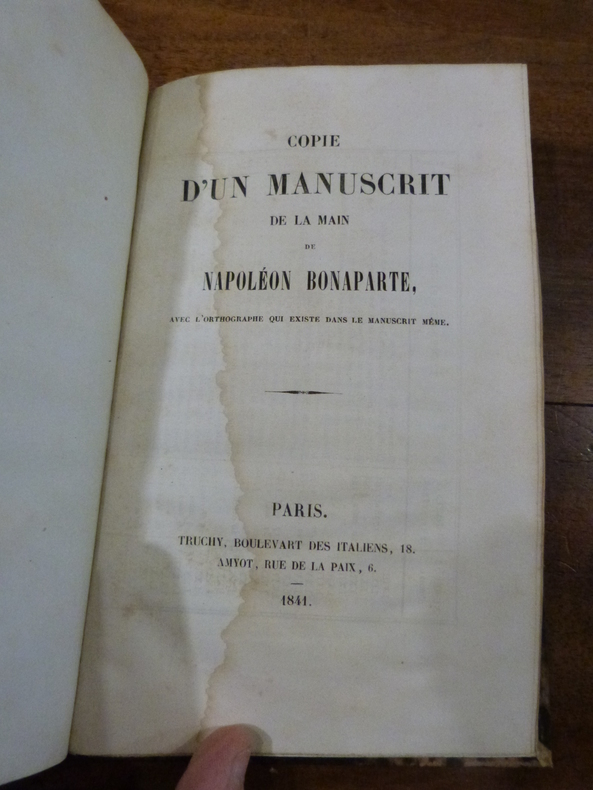 COPIE
D'UN MANUSCRIT
DE LA MAIN
DE
NAPOLÉON BONAPARTE,
AVEC L'ORTHOGRAPHE QUI EXISTE DANS LE MANUSCRIT MÊME.
PARIS.
TRUCHY, BOULEVART DES ITALIENS, 18.
AMYOT, RUE DE LA PAIX, 6.
1841.